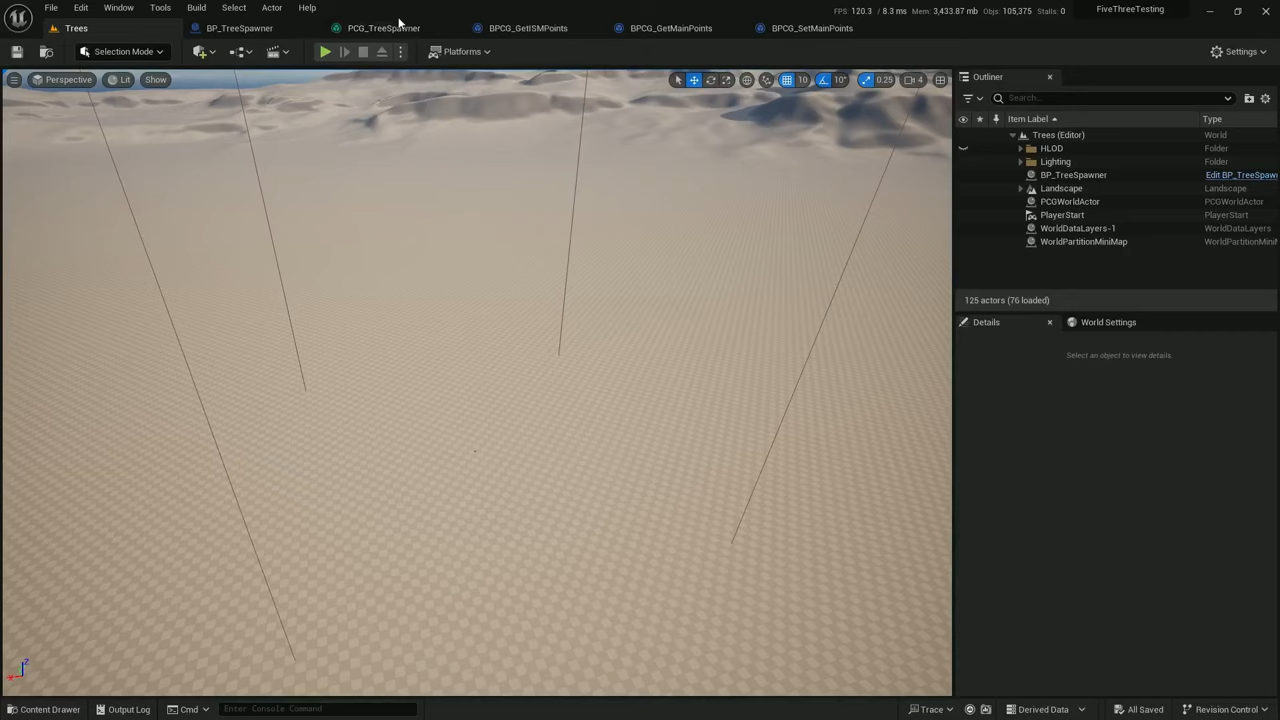 File Edit Window Tools Build Select Actor Help
FPS: 120.3 / 8.3 ms Mem: 3,433.87 mb Objs: 105,375 Stalls: 0 FiveThreeTesting
Trees BP_TreeSpawner PCG_TreeSpawner BPCG_GetISMPoints BPCG_GetMainPoints BPCG_SetMainPoints
Selection Mode Platforms Settings
Perspective Lit Show 10 10° 0.25 4
Outliner
Search...
Item Label Type
Trees (Editor) World
HLOD Folder
Lighting Folder
BP_TreeSpawner Edit BP_TreeSpawn
Landscape Landscape
PCGWorldActor PCGWorldActor
PlayerStart PlayerStart
WorldDataLayers-1 WorldDataLayers
WorldPartitionMiniMap WorldPartitionMini
125 actors (76 loaded)
Details World Settings
Select an object to view details.
Z
Content Drawer Output Log Cmd Enter Console Command Trace Derived Data All Saved Revision Control